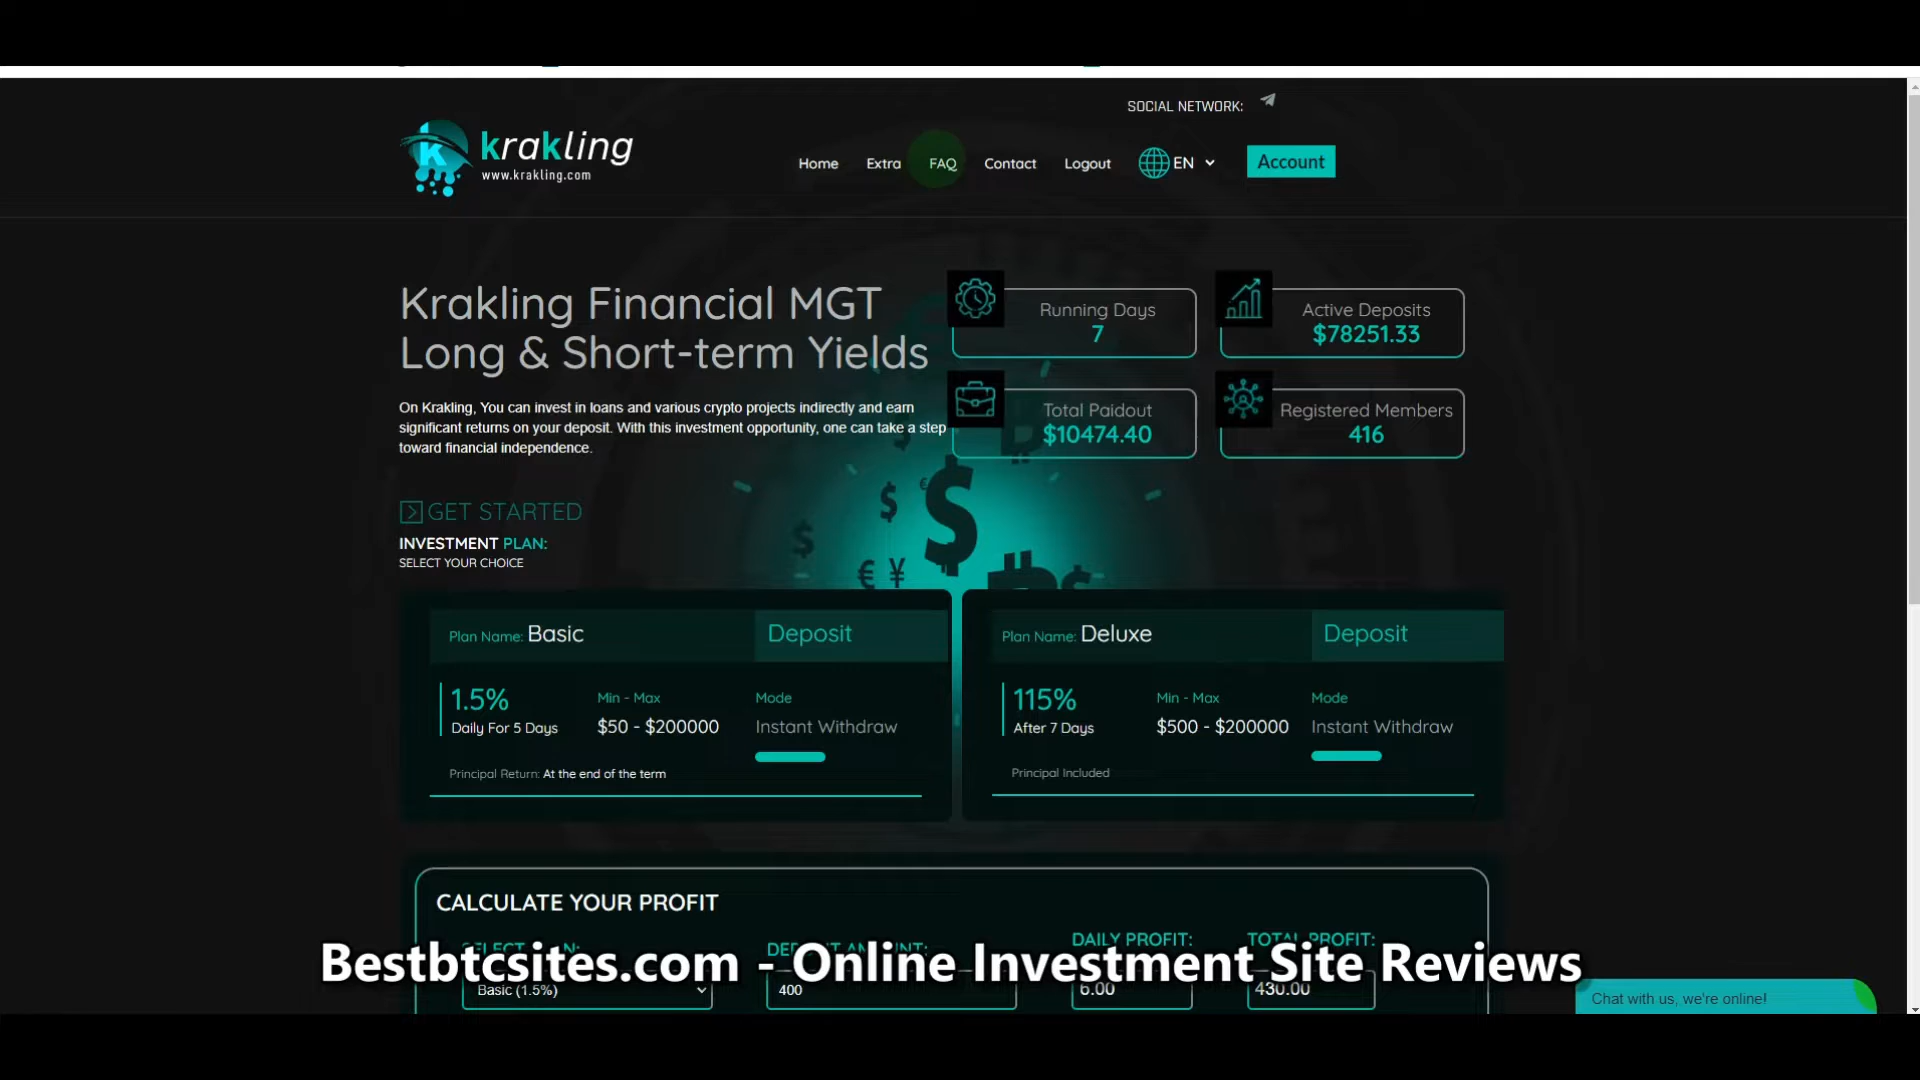 SOCIAL NETWORK:
krakling
www.krakling.com
Home Extra FAQ Contact Logout EN Account
Krakling Financial MGT
Long & Short-term Yields
On Krakling, You can invest in loans and various crypto projects indirectly and earn
significant returns on your deposit. With this investment opportunity, one can take a step
toward financial independence.
Running Days
7
Active Deposits
$78251.33
Total Paidout
$10474.40
Registered Members
416
GET STARTED
INVESTMENT PLAN:
SELECT YOUR CHOICE
Plan Name: Basic Deposit
1.5%
Daily For 5 Days
Min - Max
$50 - $200000
Mode
Instant Withdraw
Principal Return: At the end of the term
Plan Name: Deluxe Deposit
115%
After 7 Days
Min - Max
$500 - $200000
Mode
Instant Withdraw
Principal Included
CALCULATE YOUR PROFIT
DAILY PROFIT: TOTAL PROFIT:
Bestbtcsites.com - Online Investment Site Reviews
Basic (1.5%) 400 6.00 430.00
Chat with us, we're online!